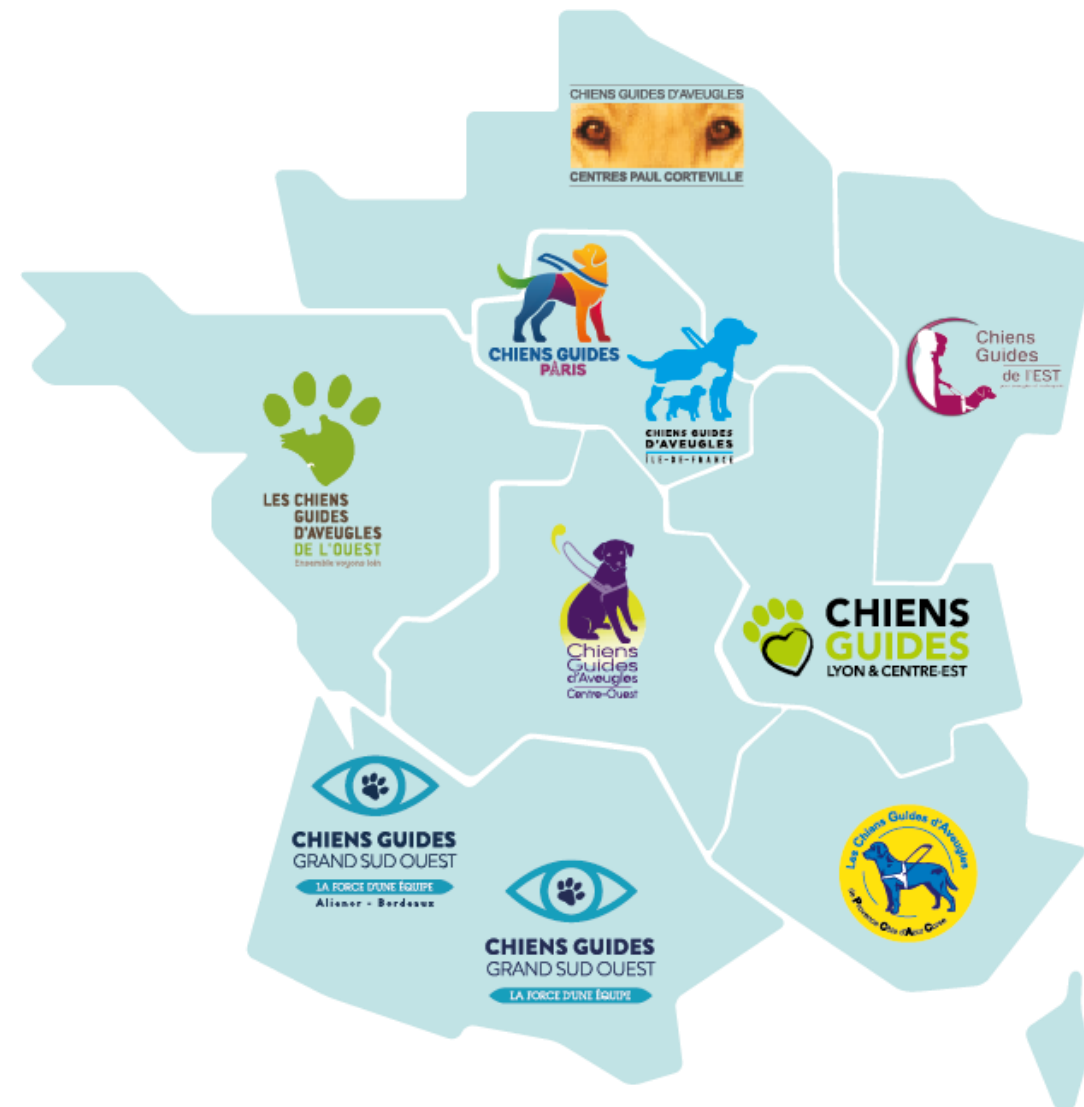 CHIENS GUIDES D'AVEUGLES
CENTRES PAUL CORTEVILLE
CHIENS GUIDES
PARIS
CHIENS GUIDES
D'AVEUGLES
ÎLE-DE-FRANCE
Chiens
Guides
de l'EST
LES CHIENS
GUIDES
D'AVEUGLES
DE L'OUEST
Ensemble voyons loin
Chiens
Guides
d'Aveugles
Centre-Ouest
CHIENS
GUIDES
LYON & CENTRE-EST
CHIENS GUIDES
GRAND SUD OUEST
LA FORCE D'UNE ÉQUIPE
Alienor - Bordeaux
CHIENS GUIDES
GRAND SUD OUEST
LA FORCE D'UNE ÉQUIPE
Les Chiens Guides d'Aveugles
de Provence Côte d'Azur Corse